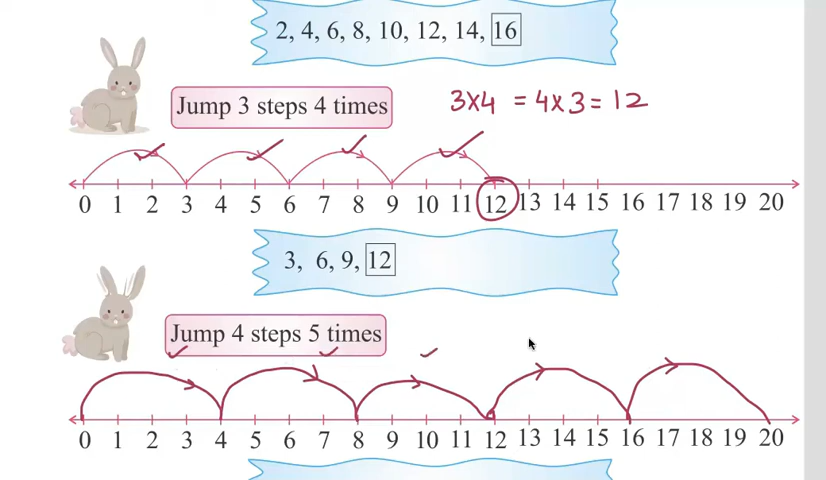 2, 4, 6, 8, 10, 12, 14, 16
Jump 3 steps 4 times
3x4 = 4x3 = 12
0 1 2 3 4 5 6 7 8 9 10 11 12 13 14 15 16 17 18 19 20
3, 6, 9, 12
Jump 4 steps 5 times
0 1 2 3 4 5 6 7 8 9 10 11 12 13 14 15 16 17 18 19 20